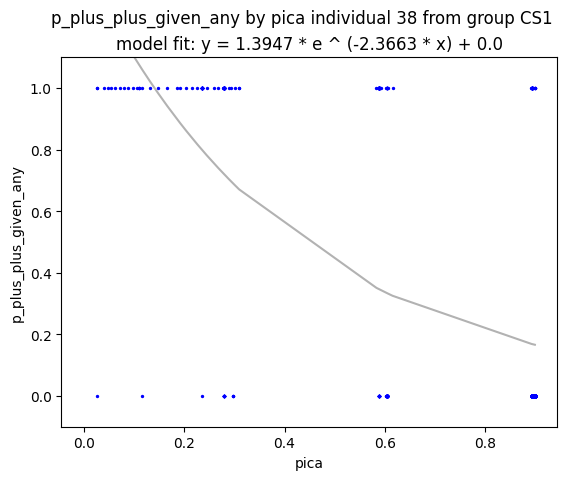 p_plus_plus_given_any by pica individual 38 from group CS1
model fit: y = 1.3947 * e ^ (-2.3663 * x) + 0.0
p_plus_plus_given_any
1.0
0.8
0.6
0.4
0.2
0.0
0.0 0.2 0.4 0.6 0.8
pica